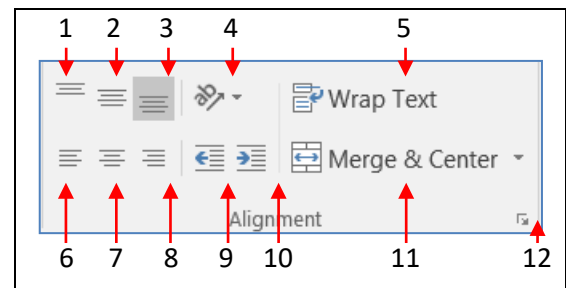 1 2 3 4 5
Wrap Text
Merge & Center
Alignment
6 7 8 9 10 11 12